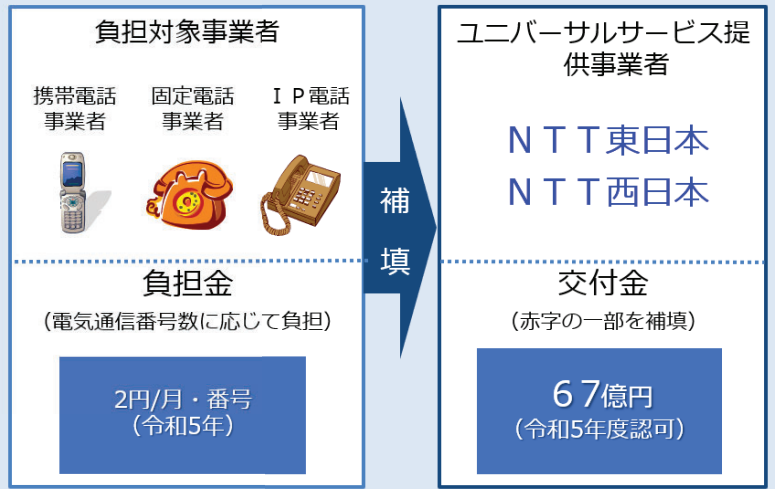 負担対象事業者
携帯電話
事業者
固定電話
事業者
ＩＰ電話
事業者
負担金
(電気通信番号数に応じて負担)
2円/月・番号
(令和5年)
補
填
ユニバーサルサービス提
供事業者
ＮＴＴ東日本
ＮＴＴ西日本
交付金
(赤字の一部を補填)
６７億円
(令和5年度認可)